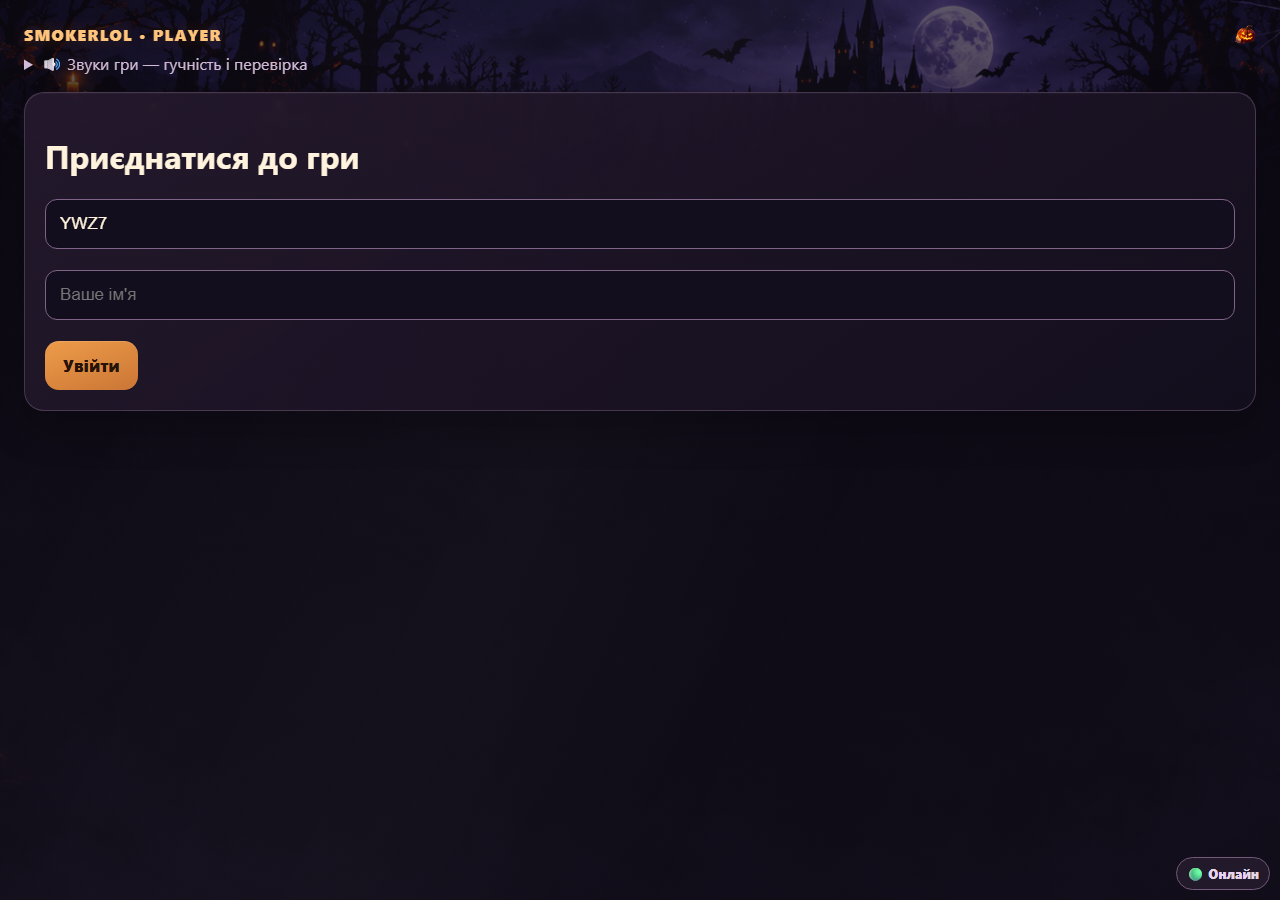 SMOKERLOL • PLAYER
Звуки гри — гучність і перевірка
Приєднатися до гри
YWZ7
Ваше ім'я
Увійти
Онлайн